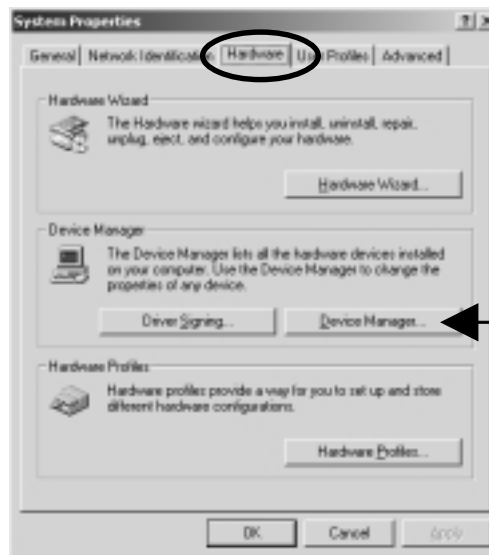 System Properties
General Network Identification Hardware User Profiles Advanced
Hardware Wizard
The Hardware wizard helps you install, uninstall, repair,
unplug, eject, and configure your hardware.
Hardware Wizard...
Device Manager
The Device Manager lists all the hardware devices installed
on your computer. Use the Device Manager to change the
properties of any device.
Driver Signing... Device Manager...
Hardware Profiles
Hardware profiles provide a way for you to set up and store
different hardware configurations.
Hardware Profiles...
OK Cancel Apply